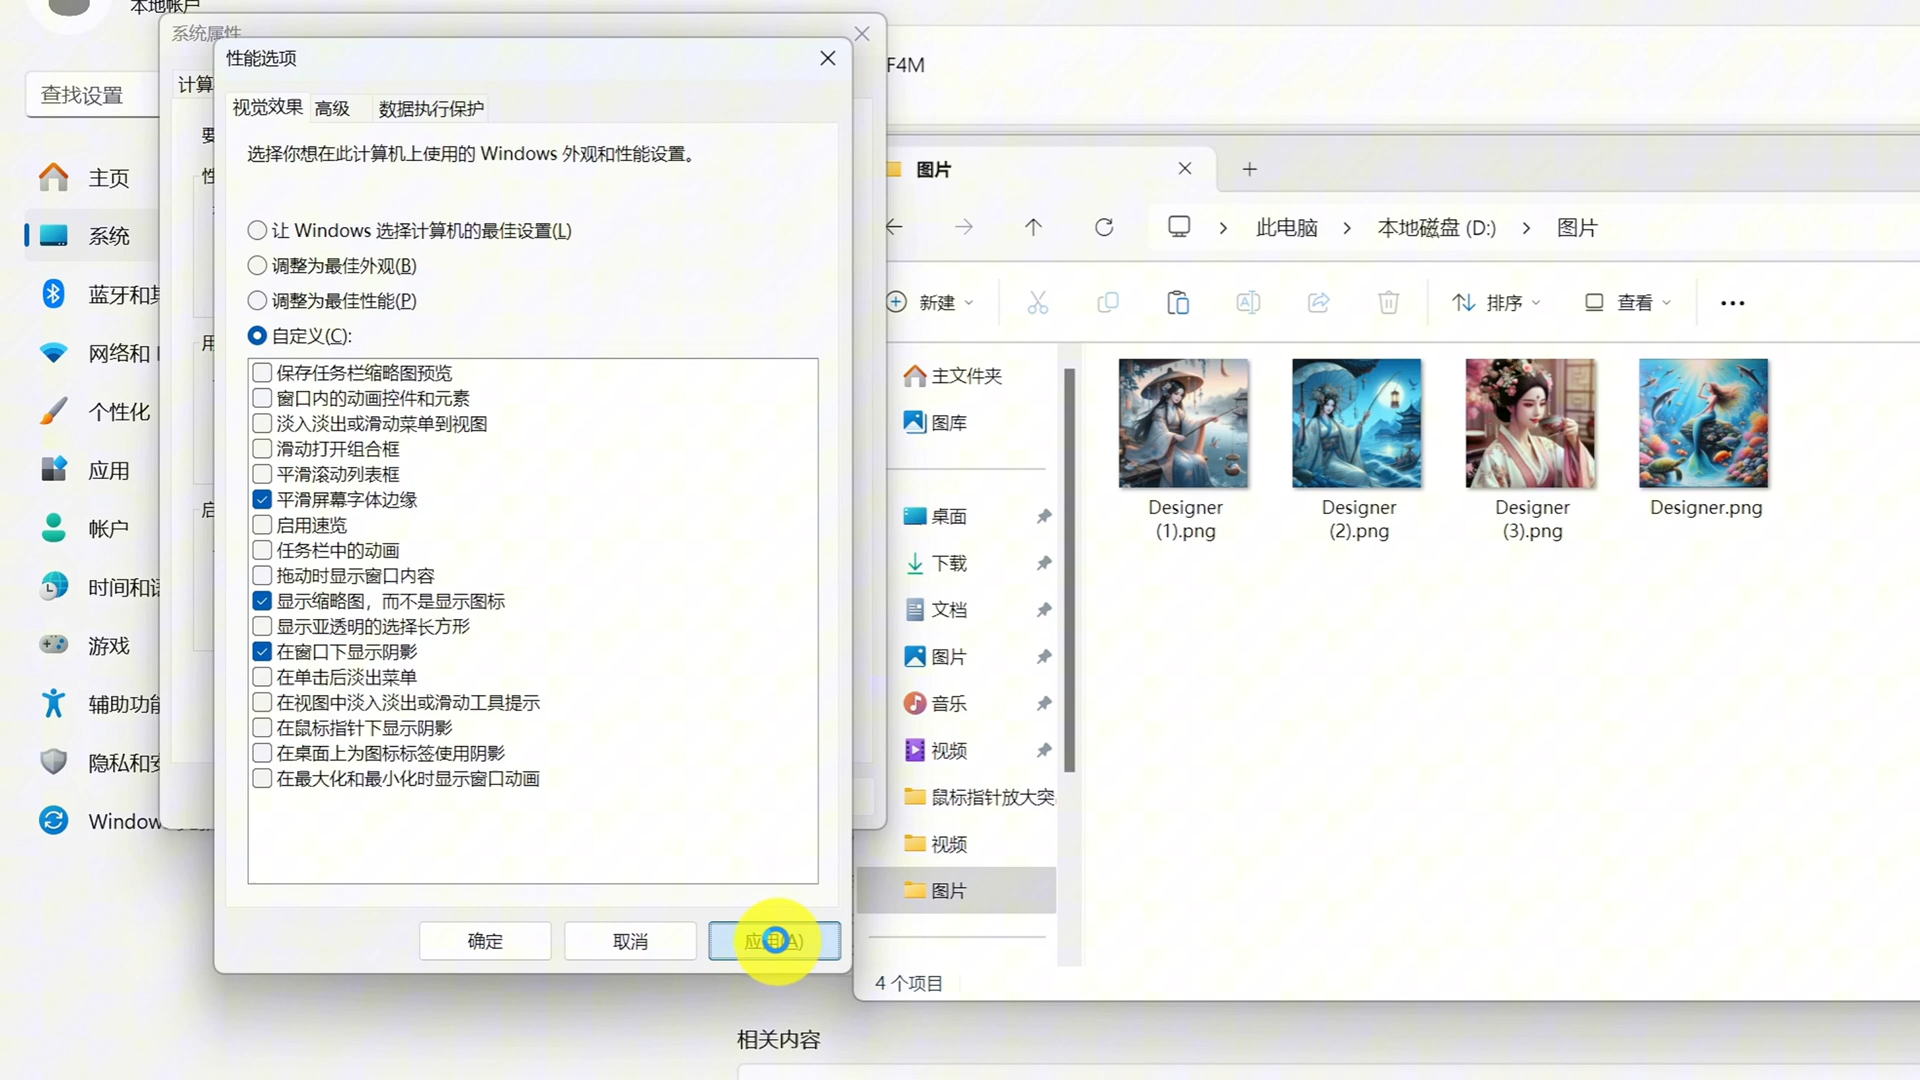 本地帐户
系统属性
性能选项
F4M
计算
查找设置
视觉效果
高级
数据执行保护
选择你想在此计算机上使用的 Windows 外观和性能设置。
让 Windows 选择计算机的最佳设置(L)
调整为最佳外观(B)
调整为最佳性能(P)
自定义(C):
保存任务栏缩略图预览
窗口内的动画控件和元素
淡入淡出或滑动菜单到视图
滑动打开组合框
平滑滚动列表框
平滑屏幕字体边缘
启用速览
任务栏中的动画
拖动时显示窗口内容
显示缩略图，而不是显示图标
显示亚透明的选择长方形
在窗口下显示阴影
在单击后淡出菜单
在视图中淡入淡出或滑动工具提示
在鼠标指针下显示阴影
在桌面上为图标标签使用阴影
在最大化和最小化时显示窗口动画
确定
取消
应用(A)
主页
系统
蓝牙和其
网络和 I
个性化
应用
帐户
时间和语
游戏
辅助功能
隐私和安
Window
要
性
用
启
图片
此电脑
本地磁盘 (D:)
图片
新建
排序
查看
主文件夹
图库
桌面
下载
文档
图片
音乐
视频
鼠标指针放大突
视频
图片
Designer
(1).png
Designer
(2).png
Designer
(3).png
Designer.png
4 个项目
相关内容